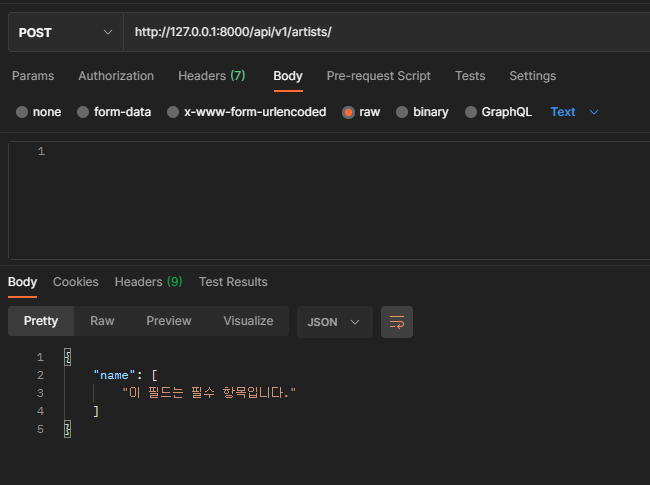 POST http://127.0.0.1:8000/api/v1/artists/
Params Authorization Headers (7) Body Pre-request Script Tests Settings
none form-data x-www-form-urlencoded raw binary GraphQL Text
1
Body Cookies Headers (9) Test Results
Pretty Raw Preview Visualize JSON
1 {
2 "name": [
3 "이 필드는 필수 항목입니다."
4 ]
5 }